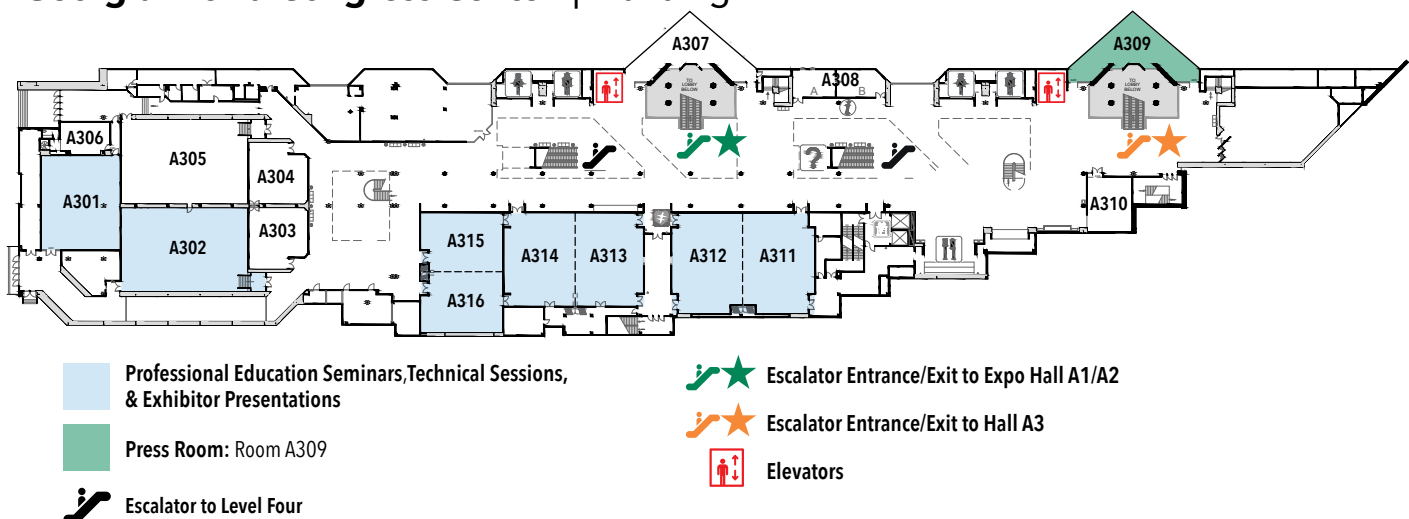 A307
A309
TO
LOBBY
BELOW
A308
A B
TO
LOBBY
BELOW
A306
A305
A304
?
A301
A302
A303
A310
A315
A314
A313
A312
A311
A316
Professional Education Seminars,Technical Sessions,
& Exhibitor Presentations
Press Room: Room A309
Escalator to Level Four
Escalator Entrance/Exit to Expo Hall A1/A2
Escalator Entrance/Exit to Hall A3
Elevators